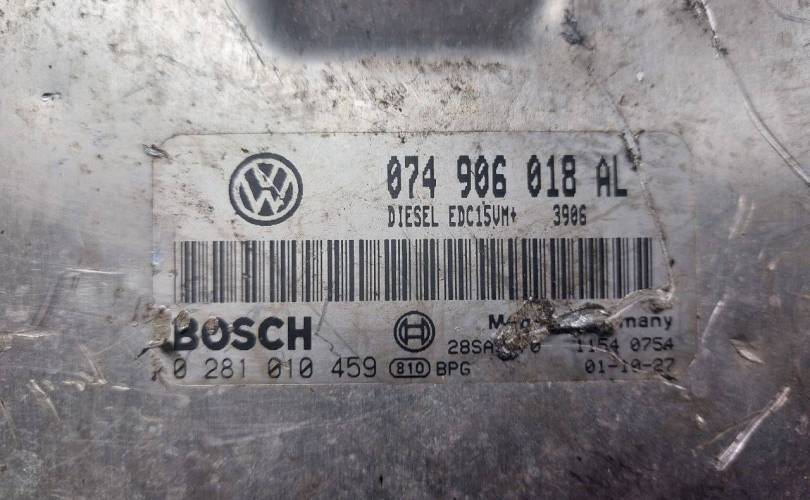 074 906 018 AL
DIESEL EDC15VM+ 3906
BOSCH
many
0 281 010 459 810 BPG
1154 0754
01-10-27